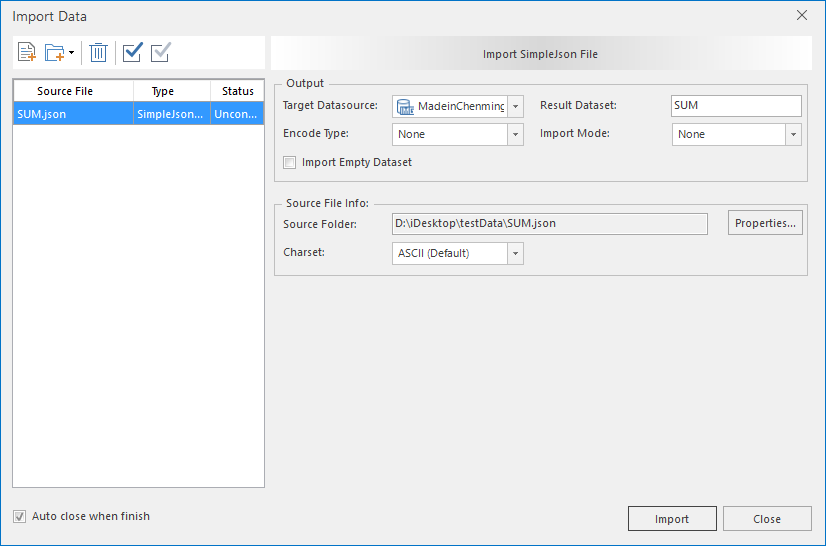 Import Data
Import SimpleJson File
Source File Type Status
SUM.json SimpleJson... Uncon...
Output
Target Datasource: MadeinChenming Result Dataset: SUM
Encode Type: None Import Mode: None
Import Empty Dataset
Source File Info:
Source Folder: D:\iDesktop\testData\SUM.json Properties...
Charset: ASCII (Default)
Auto close when finish
Import Close